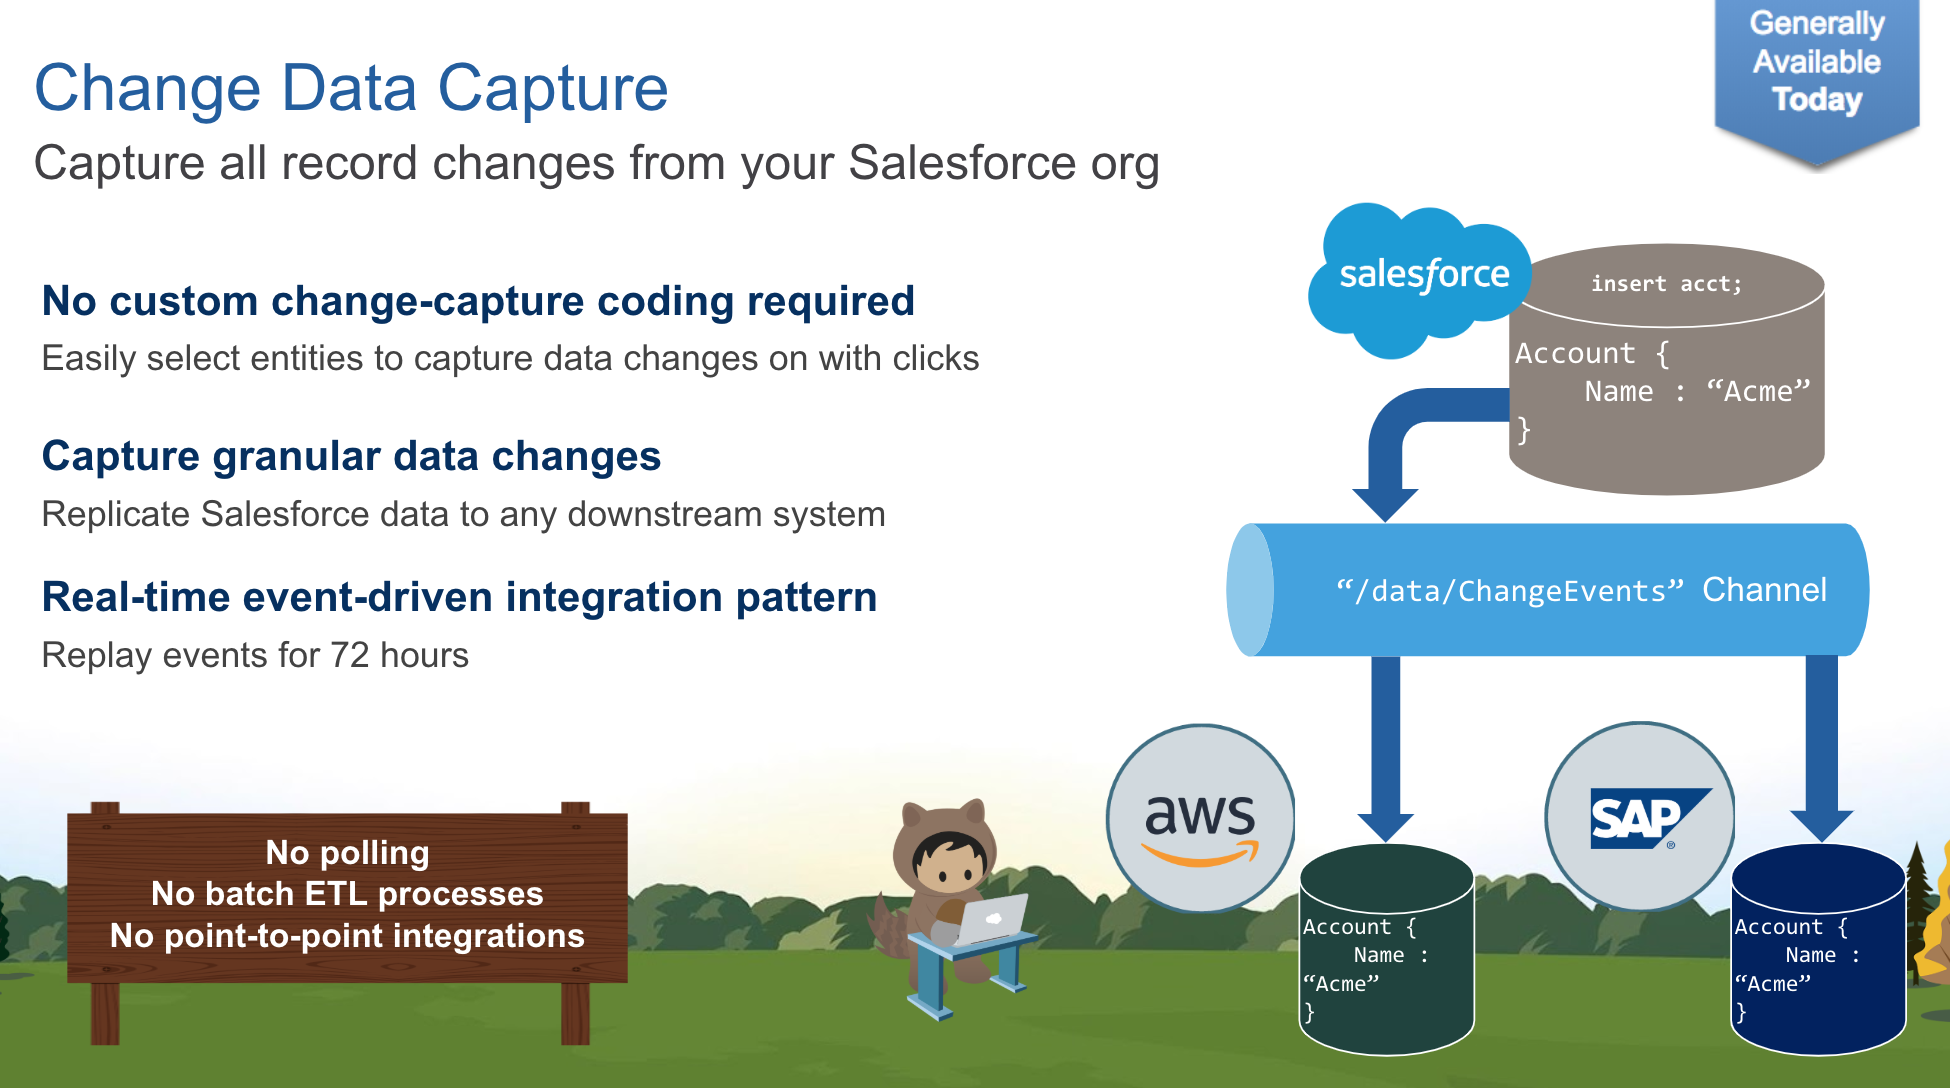 Generally
Available
Today
Change Data Capture
Capture all record changes from your Salesforce org
No custom change-capture coding required
Easily select entities to capture data changes on with clicks
Capture granular data changes
Replicate Salesforce data to any downstream system
Real-time event-driven integration pattern
Replay events for 72 hours
No polling
No batch ETL processes
No point-to-point integrations
salesforce
insert acct;
Account {
Name : “Acme”
}
“/data/ChangeEvents” Channel
aws
Account {
Name :
“Acme”
}
SAP®
Account {
Name :
“Acme”
}